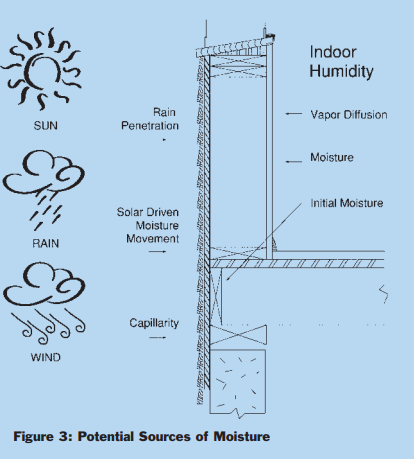 SUN
RAIN
WIND
Rain
Penetration
Solar Driven
Moisture
Movement
Capillarity
Indoor
Humidity
Vapor Diffusion
Moisture
Initial Moisture
Figure 3: Potential Sources of Moisture